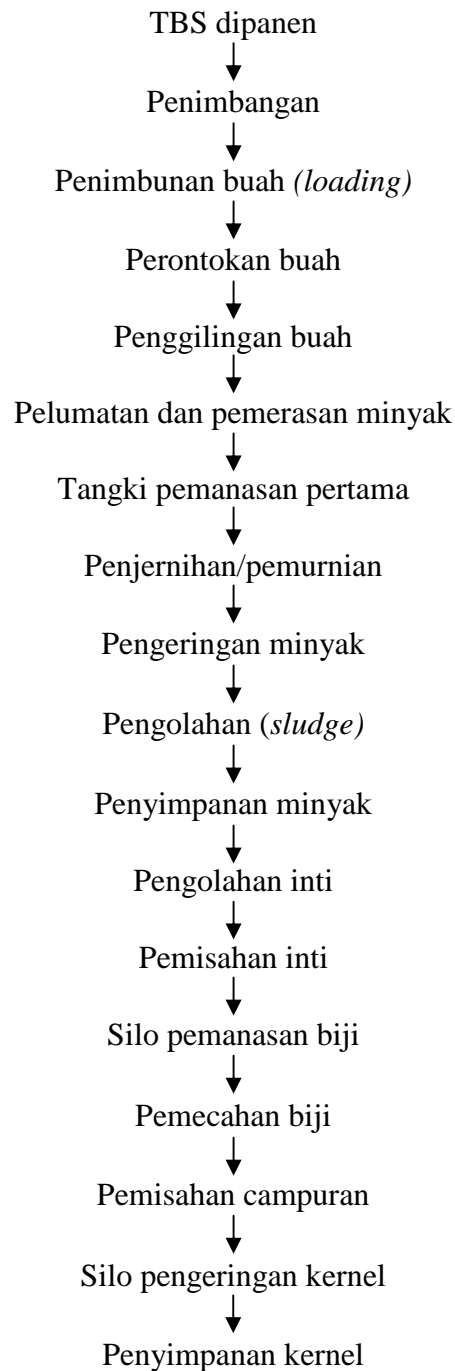 TBS dipanen
Penimbangan
Penimbunan buah (loading)
Perontokan buah
Penggilingan buah
Pelumatan dan pemerasan minyak
Tangki pemanasan pertama
Penjernihan/pemurnian
Pengeringan minyak
Pengolahan (sludge)
Penyimpanan minyak
Pengolahan inti
Pemisahan inti
Silo pemanasan biji
Pemecahan biji
Pemisahan campuran
Silo pengeringan kernel
Penyimpanan kernel